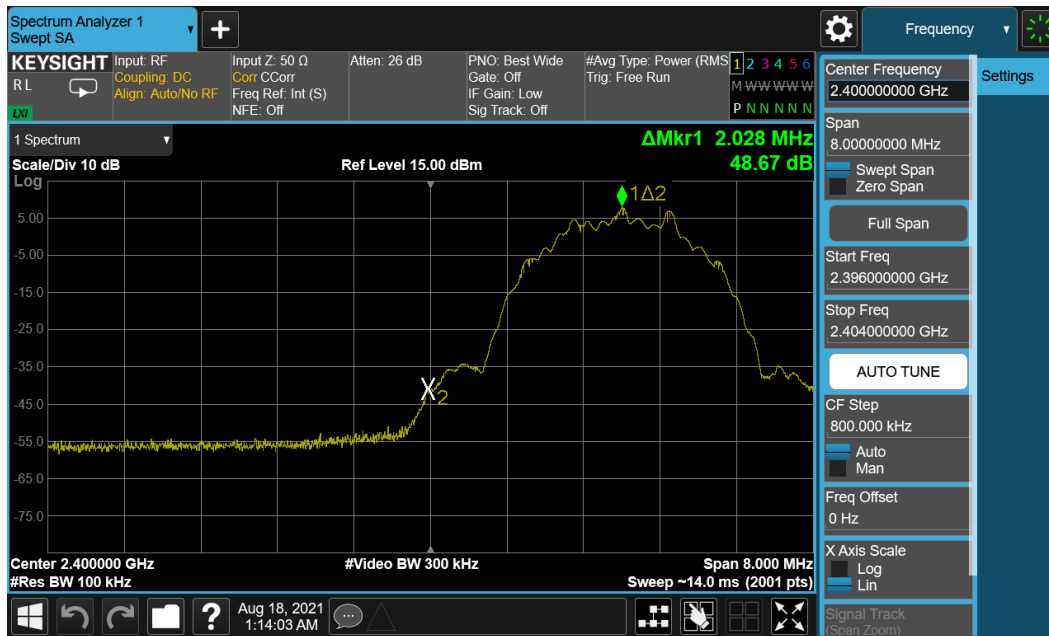 Spectrum Analyzer 1
Swept SA
Frequency
KEYSIGHT
R L
LXI
Input: RF
Coupling: DC
Align: Auto/No RF
Input Z: 50 Ω
Corr CCorr
Freq Ref: Int (S)
NFE: Off
Atten: 26 dB
PNO: Best Wide
Gate: Off
IF Gain: Low
Sig Track: Off
#Avg Type: Power (RMS
Trig: Free Run
1 2 3 4 5 6
M W W W W W
P N N N N N
Center Frequency
2.400000000 GHz
Settings
1 Spectrum
ΔMkr1 2.028 MHz
48.67 dB
Scale/Div 10 dB
Ref Level 15.00 dBm
Log
1Δ2
5.00
-5.00
-15.0
-25.0
-35.0
-45.0
-55.0
-65.0
-75.0
X2
Center 2.400000 GHz
#Video BW 300 kHz
Span 8.000 MHz
#Res BW 100 kHz
Sweep ~14.0 ms (2001 pts)
Span
8.00000000 MHz
Swept Span
Zero Span
Full Span
Start Freq
2.396000000 GHz
Stop Freq
2.404000000 GHz
AUTO TUNE
CF Step
800.000 kHz
Auto
Man
Freq Offset
0 Hz
X Axis Scale
Log
Lin
Signal Track
(Span Zoom)
?
Aug 18, 2021
1:14:03 AM